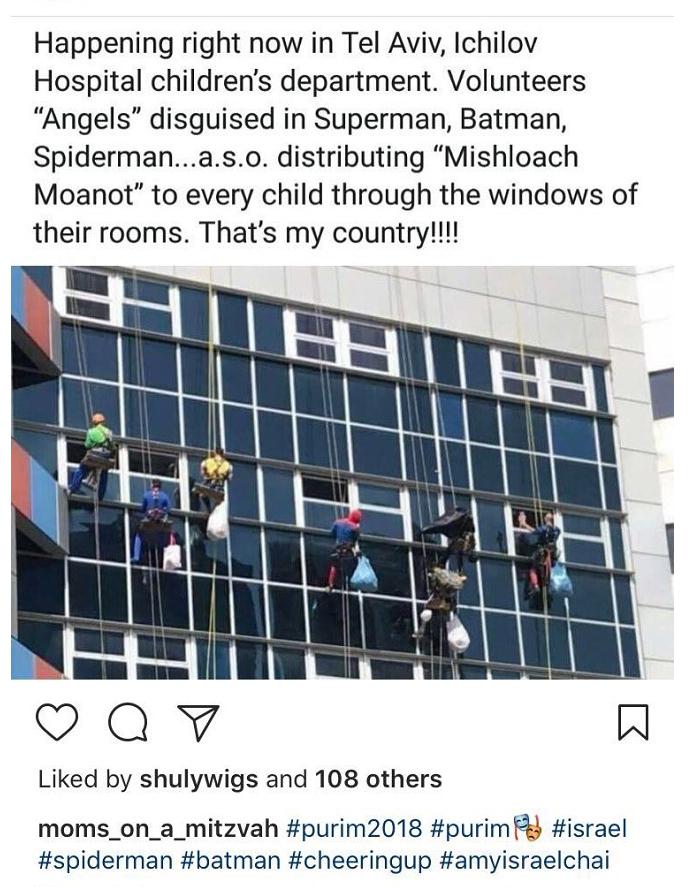 Happening right now in Tel Aviv, Ichilov
Hospital children's department. Volunteers
“Angels” disguised in Superman, Batman,
Spiderman...a.s.o. distributing “Mishloach
Moanot” to every child through the windows of
their rooms. That's my country!!!!
Liked by shulywigs and 108 others
moms_on_a_mitzvah #purim2018 #purim🎭 #israel
#spiderman #batman #cheeringup #amyisraelchai